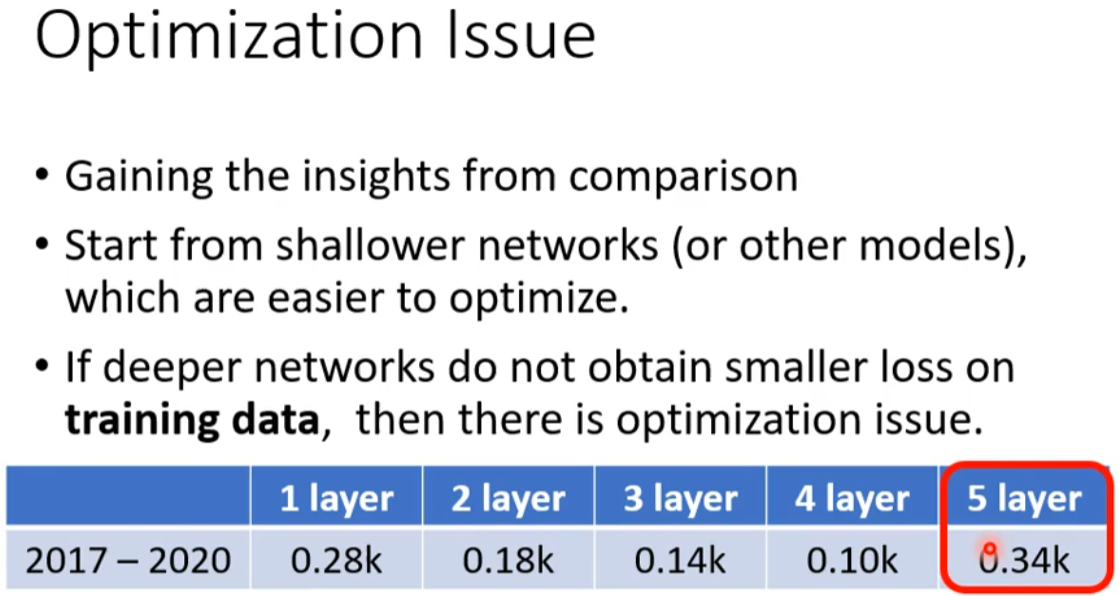 Optimization Issue
• Gaining the insights from comparison
• Start from shallower networks (or other models),
which are easier to optimize.
• If deeper networks do not obtain smaller loss on
training data, then there is optimization issue.
1 layer 2 layer 3 layer 4 layer 5 layer
2017 – 2020 0.28k 0.18k 0.14k 0.10k 0.34k